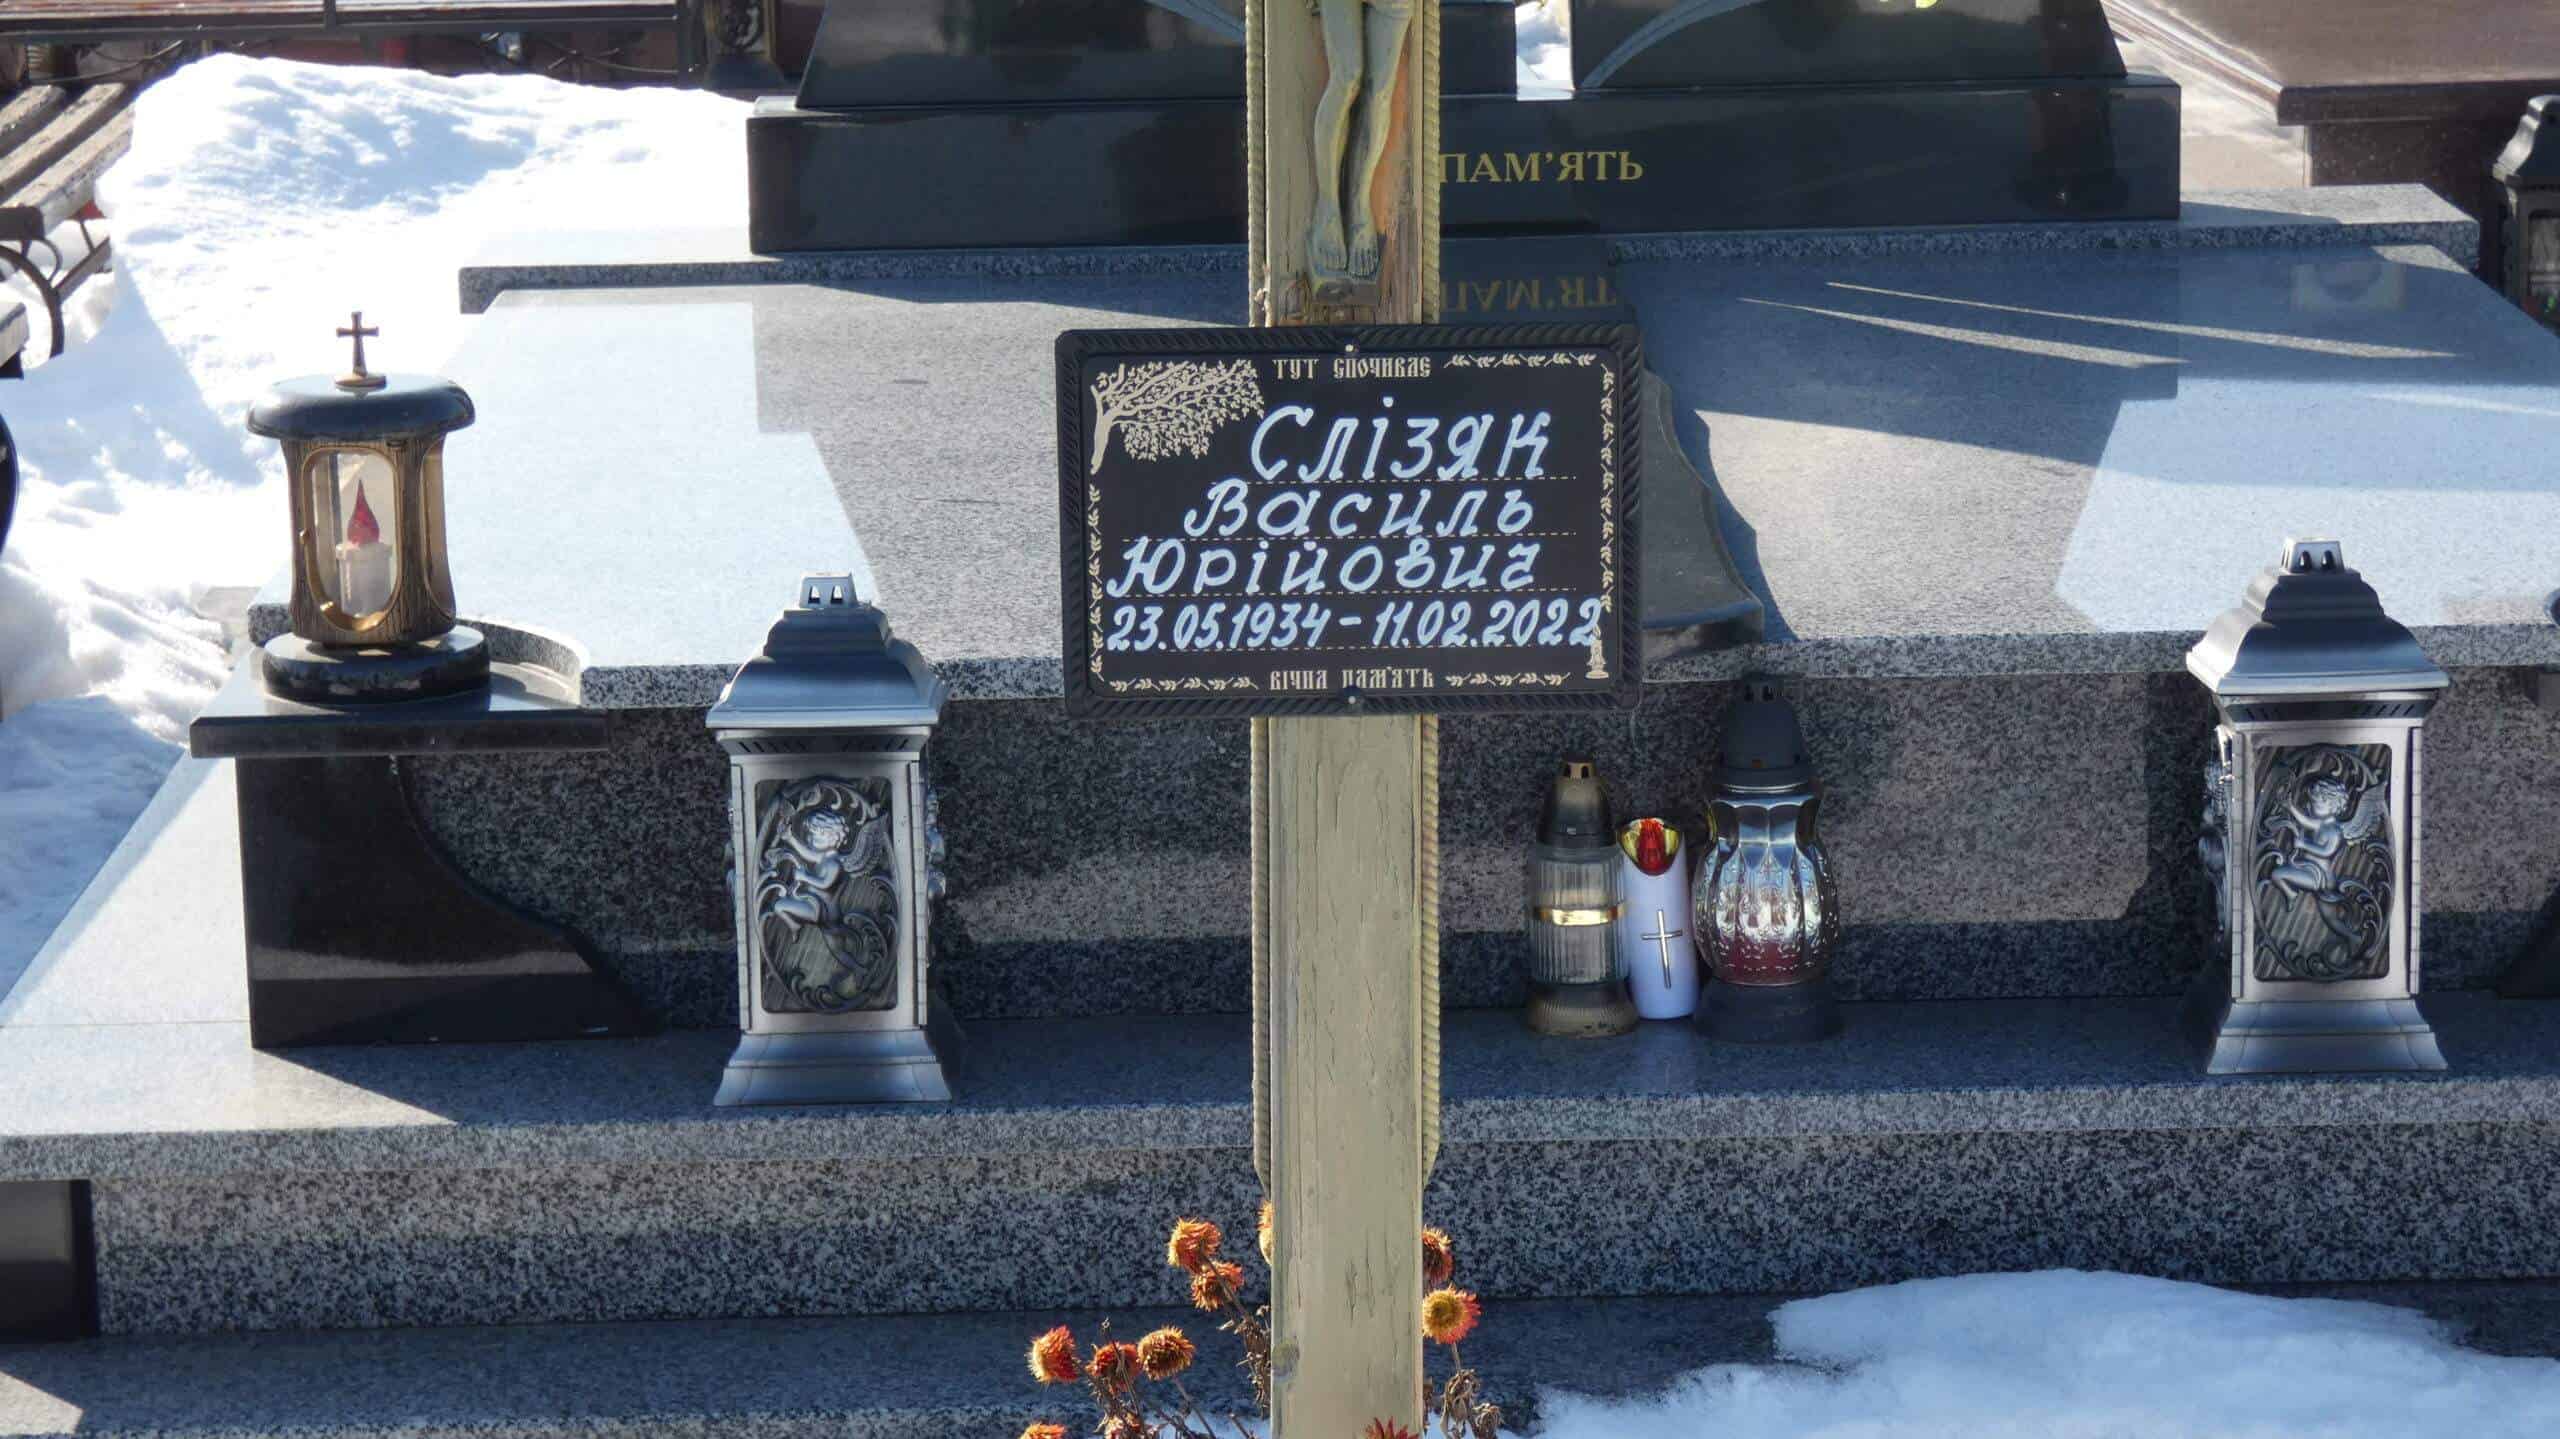 ПАМ’ЯТЬ
ТУТ СПОЧИВАЄ
Слізяк
Василь
Юрійович
23.05.1934 – 11.02.2022
ВІЧНА ПАМ'ЯТЬ